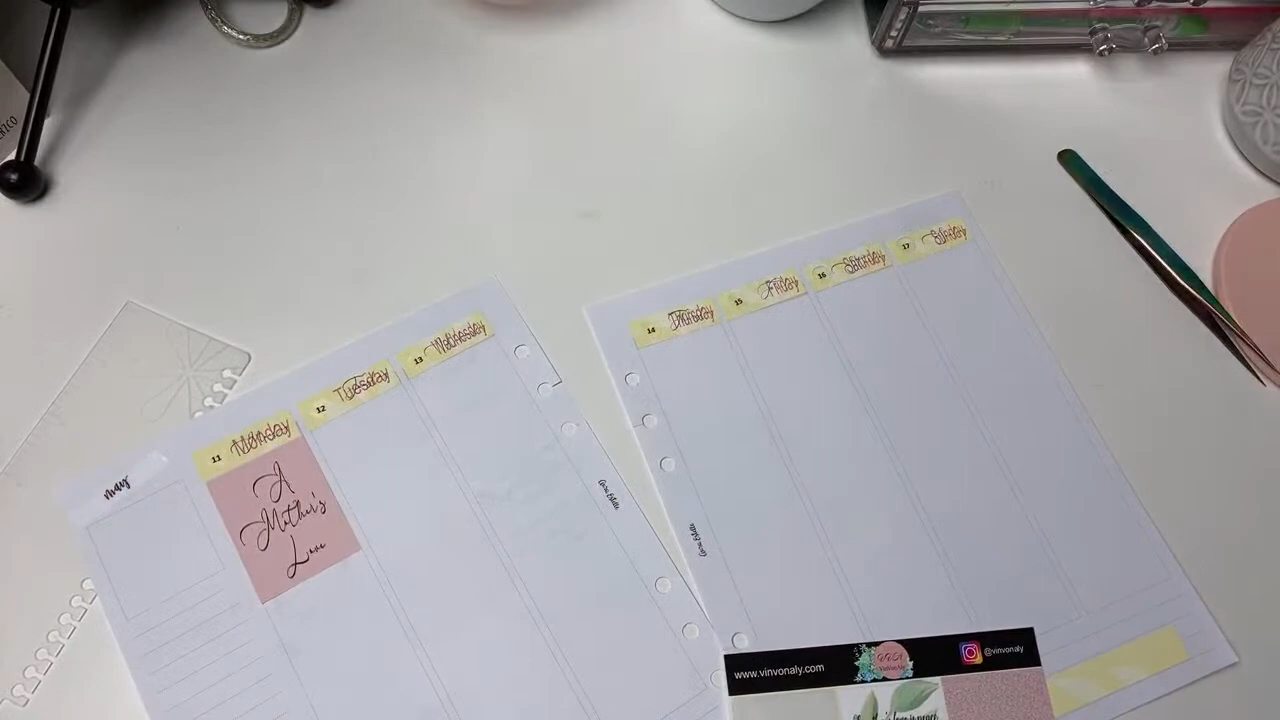 may
11 Monday
12 Tuesday
13 Wednesday
14 Thursday
15 Friday
16 Saturday
17 Sunday
A
Mother's
Love
www.vinvonaly.com
@vinvonaly